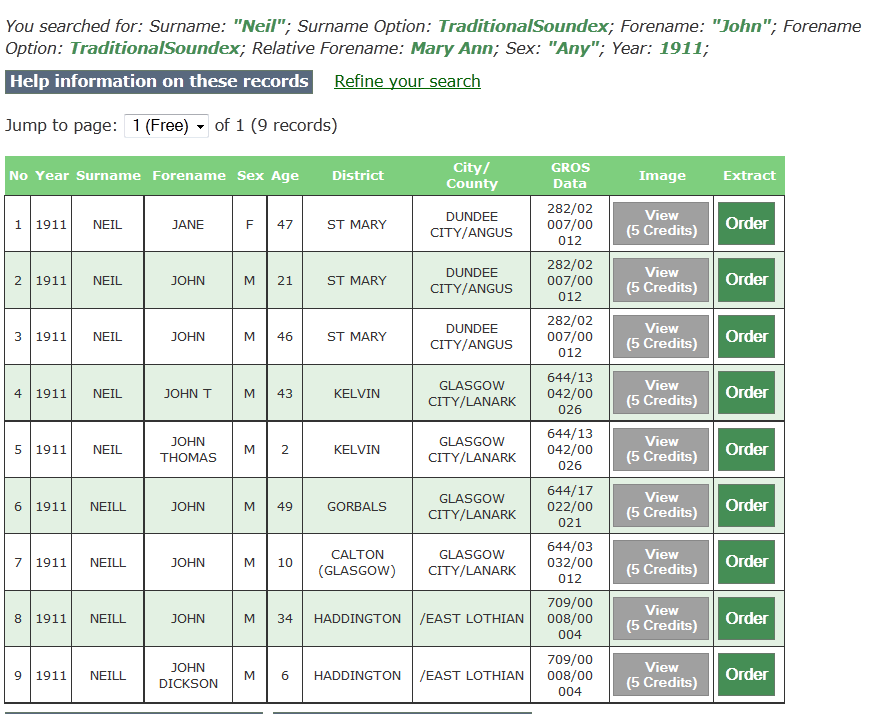 You searched for: Surname: "Neil"; Surname Option: TraditionalSoundex; Forename: "John"; Forename
Option: TraditionalSoundex; Relative Forename: Mary Ann; Sex: "Any"; Year: 1911;
Help information on these records Refine your search
Jump to page: 1 (Free) of 1 (9 records)
No Year Surname Forename Sex Age District City/ County GROS Data Image Extract
1 1911 NEIL JANE F 47 ST MARY DUNDEE CITY/ANGUS 282/02 007/00 012 View (5 Credits) Order
2 1911 NEIL JOHN M 21 ST MARY DUNDEE CITY/ANGUS 282/02 007/00 012 View (5 Credits) Order
3 1911 NEIL JOHN M 46 ST MARY DUNDEE CITY/ANGUS 282/02 007/00 012 View (5 Credits) Order
4 1911 NEIL JOHN T M 43 KELVIN GLASGOW CITY/LANARK 644/13 042/00 026 View (5 Credits) Order
5 1911 NEIL JOHN THOMAS M 2 KELVIN GLASGOW CITY/LANARK 644/13 042/00 026 View (5 Credits) Order
6 1911 NEILL JOHN M 49 GORBALS GLASGOW CITY/LANARK 644/17 022/00 021 View (5 Credits) Order
7 1911 NEILL JOHN M 10 CALTON (GLASGOW) GLASGOW CITY/LANARK 644/03 032/00 012 View (5 Credits) Order
8 1911 NEILL JOHN M 34 HADDINGTON /EAST LOTHIAN 709/00 008/00 004 View (5 Credits) Order
9 1911 NEILL JOHN DICKSON M 6 HADDINGTON /EAST LOTHIAN 709/00 008/00 004 View (5 Credits) Order